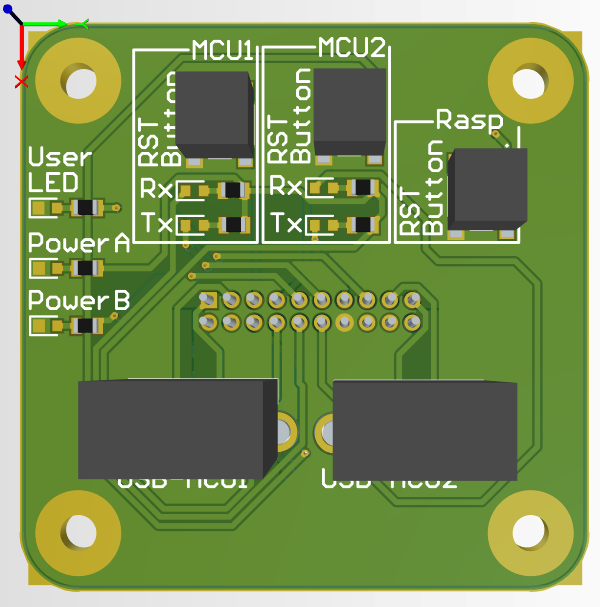 MCU1
RST
Button
Rx
Tx
MCU2
RST
Button
Rx
Tx
Rasp
RST
Button
User
LED
Power A
Power B
USB MCU1
USB MCU2
X